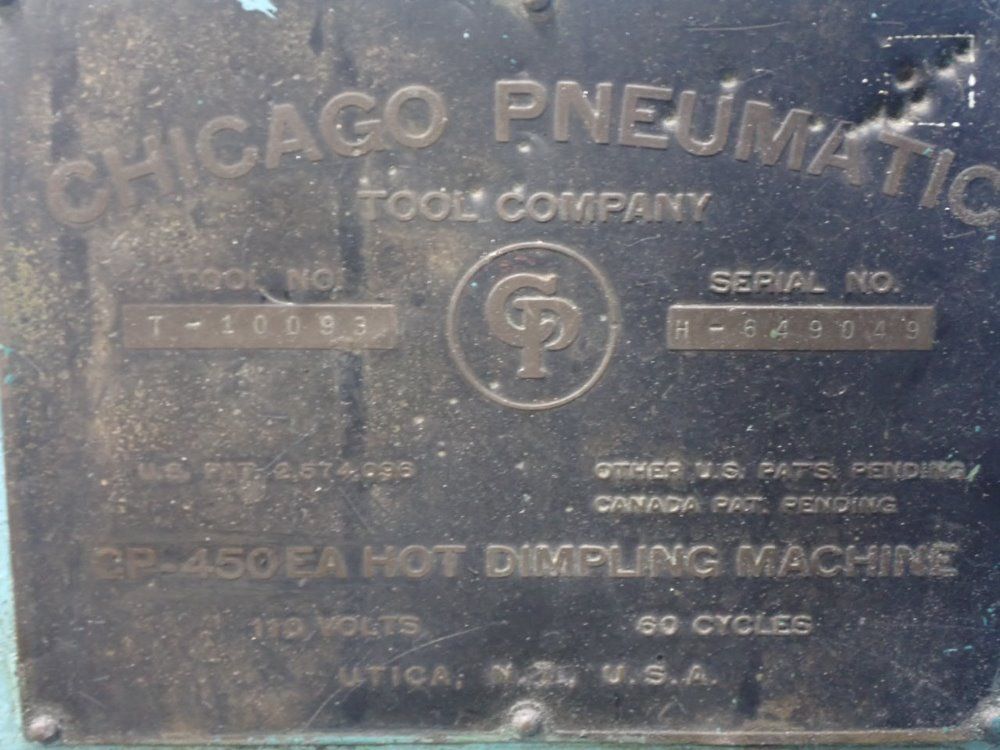 CHICAGO PNEUMATIC
TOOL COMPANY
TOOL NO. SERIAL NO.
T-10093 CP H-649049
U.S. PAT. 2,574,096 OTHER U.S. PAT'S. PENDING
CANADA PAT. PENDING
CP-450EA HOT DIMPLING MACHINE
110 VOLTS 60 CYCLES
UTICA, N.Y., U.S.A.